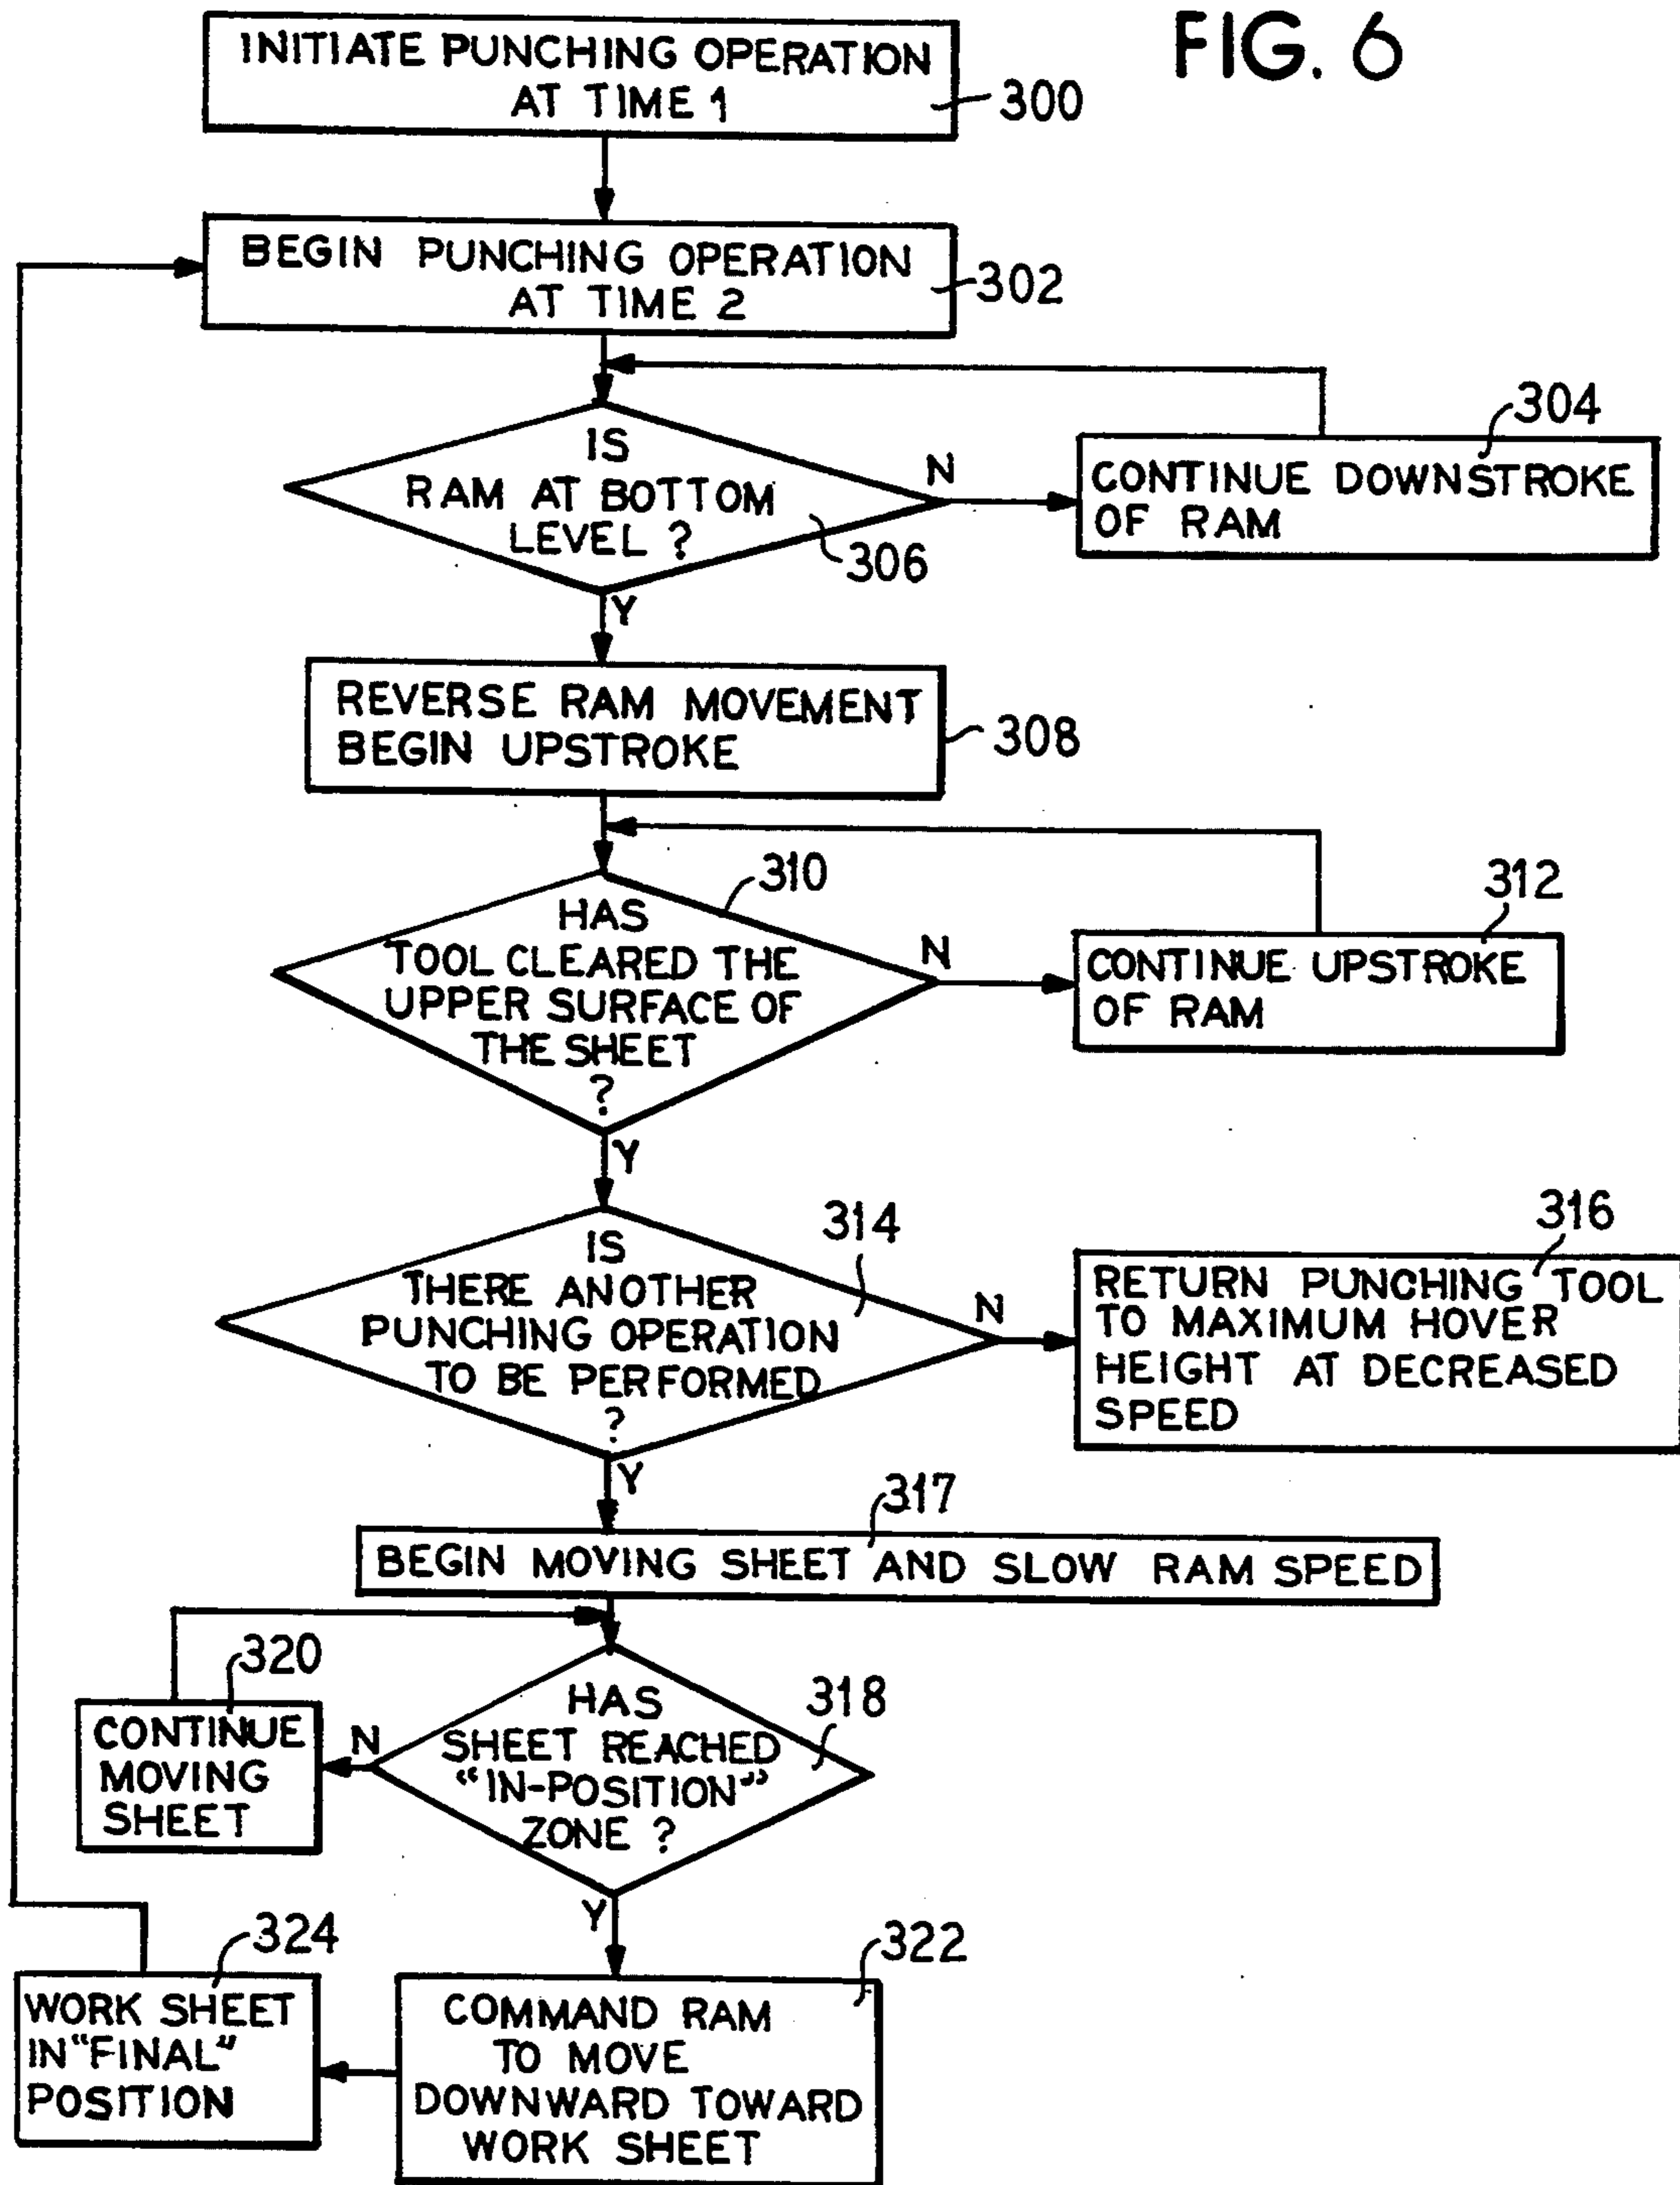 FIG. 6
INITIATE PUNCHING OPERATION
AT TIME 1
300
BEGIN PUNCHING OPERATION
AT TIME 2
302
IS
RAM AT BOTTOM
LEVEL ?
306
N
304
CONTINUE DOWNSTROKE
OF RAM
Y
REVERSE RAM MOVEMENT
BEGIN UPSTROKE
308
310
HAS
TOOL CLEARED THE
UPPER SURFACE OF
THE SHEET
?
N
312
CONTINUE UPSTROKE
OF RAM
Y
314
IS
THERE ANOTHER
PUNCHING OPERATION
TO BE PERFORMED
?
N
316
RETURN PUNCHING TOOL
TO MAXIMUM HOVER
HEIGHT AT DECREASED
SPEED
Y
317
BEGIN MOVING SHEET AND SLOW RAM SPEED
318
HAS
SHEET REACHED
"IN-POSITION"
ZONE ?
N
320
CONTINUE
MOVING
SHEET
Y
322
COMMAND RAM
TO MOVE
DOWNWARD TOWARD
WORK SHEET
324
WORK SHEET
IN "FINAL"
POSITION